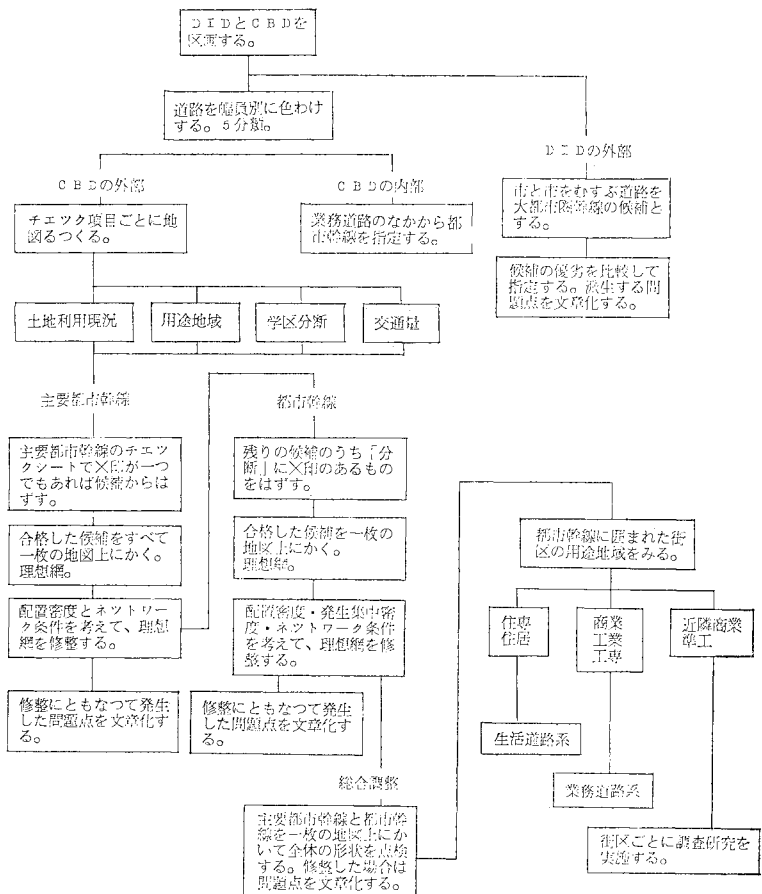 ＤＩＤとＣＢＤを
区画する。
道路を幅員別に色わけ
する。5分類。
ＤＩＤの外部
ＣＢＤの外部
ＣＢＤの内部
市と市をむすぶ道路を
大都市圏幹線の候補と
する。
チエツク項目ごとに地
図るつくる。
業務道路のなかから都
市幹線を指定する。
候補の優劣を比較して
指定する。派生する問
題点を文章化する。
土地利用現況
用途地域
学区分断
交通量
主要都市幹線
都市幹線
主要都市幹線のチエツ
クシートで×印が一つ
でもあれば候補からは
ずす。
合格した候補をすべて
一枚の地図上にかく。
理想網。
配置密度とネツトワー
ク条件を考えて、理想
網を修整する。
修整にともなつて発生
した問題点を文章化す
る。
残りの候補のうち「分
断」に×印のあるもの
をはずす。
合格した候補を一枚の
地図上にかく。
理想網。
配置密度・発生集中密
度・ネツトワーク条件
を考えて、理想網を修
整する。
修整にともなつて発生
した問題点を文章化す
る。
総合調整
主要都市幹線と都市幹
線を一枚の地図上にか
いて全体の形状を点検
する。修整した場合は
問題点を文章化する。
都市幹線に囲まれた街
区の用途地域をみる。
住専
住居
商業
工業
工専
近隣商業
準工
生活道路系
業務道路系
街区ごとに調査研究を
実施する。